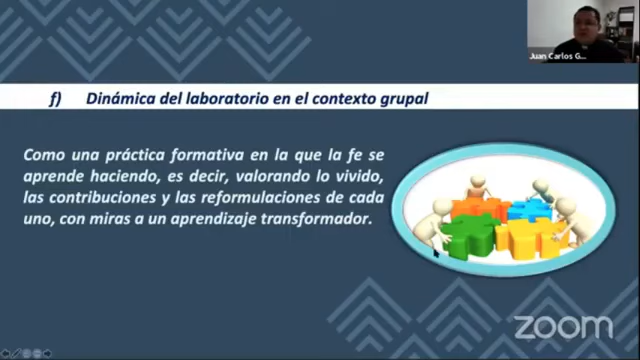 Juan Carlos G...
f) Dinámica del laboratorio en el contexto grupal
Como una práctica formativa en la que la fe se
aprende haciendo, es decir, valorando lo vivido,
las contribuciones y las reformulaciones de cada
uno, con miras a un aprendizaje transformador.
zoom